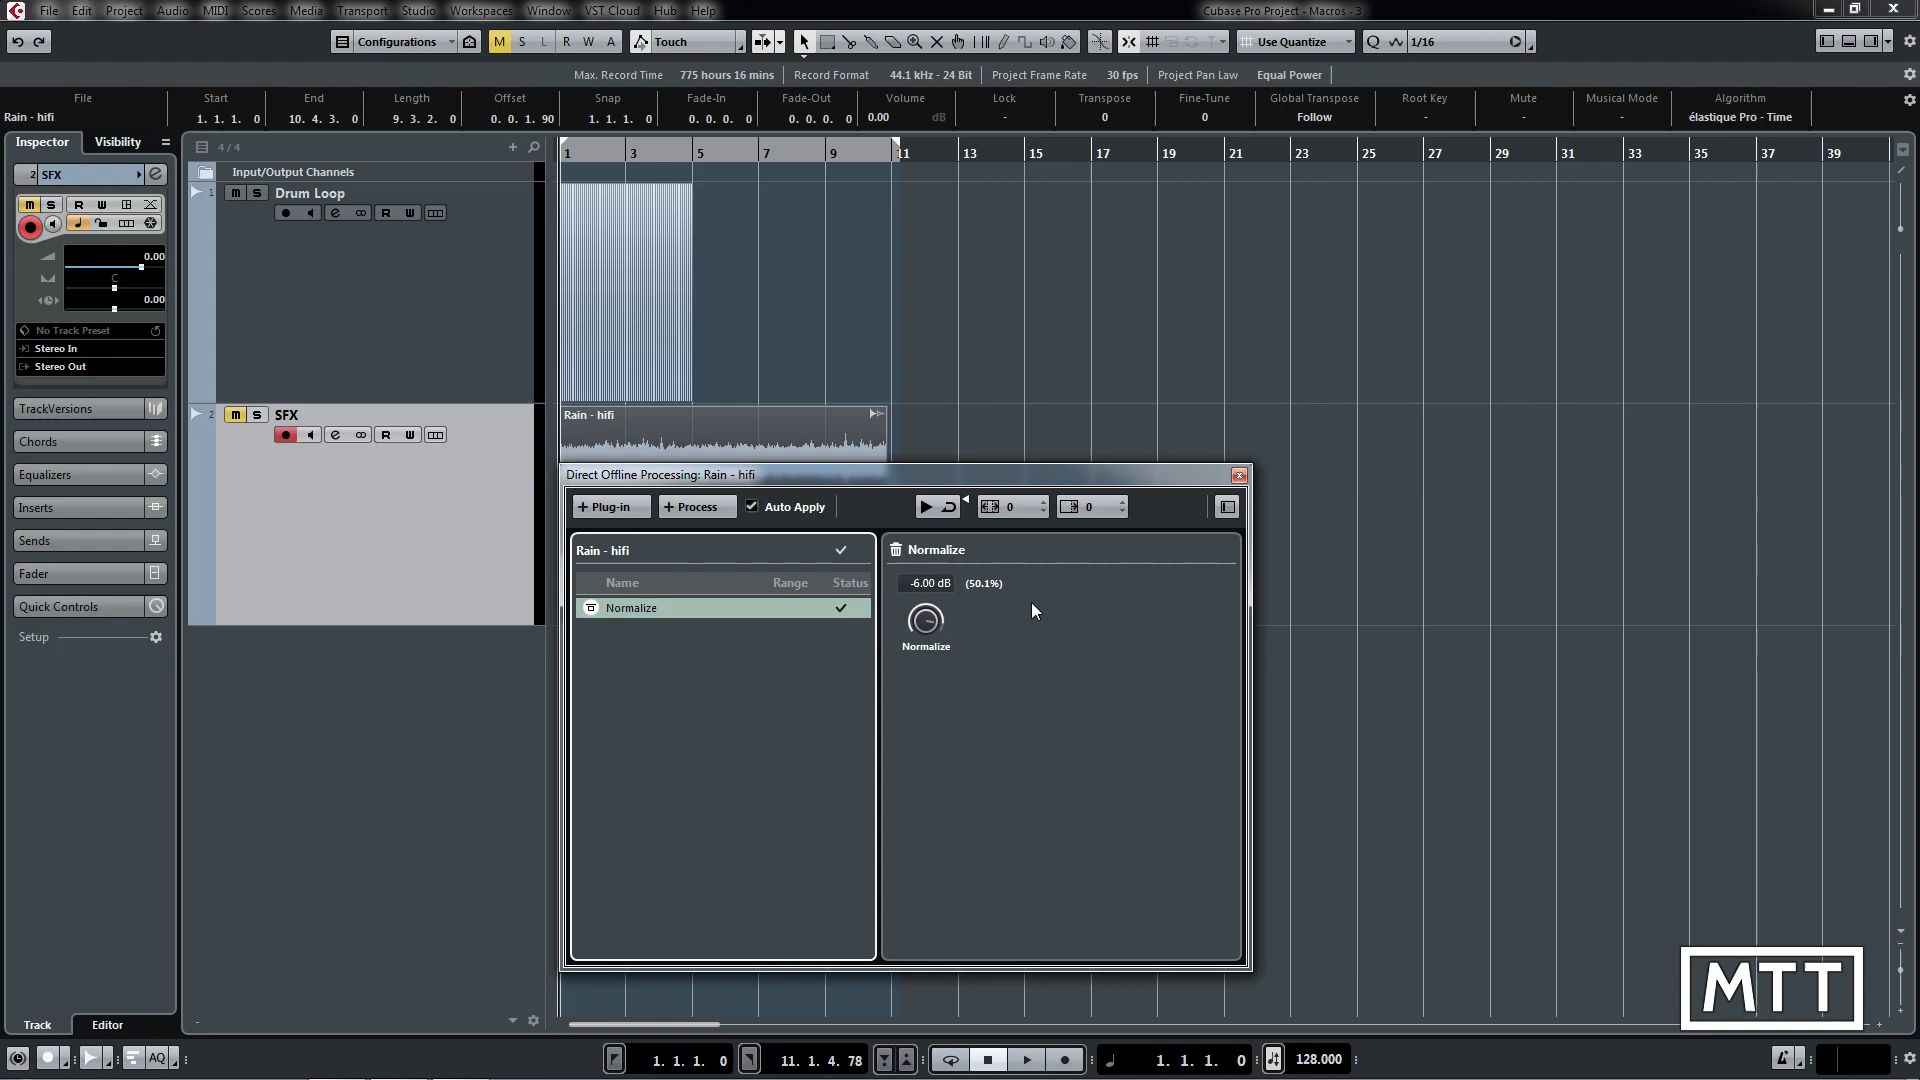 File Edit Project Audio MIDI Scores Media Transport Studio Workspaces Window VST Cloud Hub Help Cubase Pro Project - Macros - 3
Configurations M S L R W A Touch Use Quantize Q 1/16
Max. Record Time 775 hours 16 mins Record Format 44.1 kHz - 24 Bit Project Frame Rate 30 fps Project Pan Law Equal Power
File Start End Length Offset Snap Fade-In Fade-Out Volume Lock Transpose Fine-Tune Global Transpose Root Key Mute Musical Mode Algorithm
Rain - hifi 1. 1. 1. 0 10. 4. 3. 0 9. 3. 2. 0 0. 0. 1. 90 1. 1. 1. 0 0. 0. 0. 0 0. 0. 0. 0 0.00 dB - 0 0 Follow - - - élastique Pro - Time
Inspector Visibility 4 / 4 1 3 5 7 9 11 13 15 17 19 21 23 25 27 29 31 33 35 37 39
2 SFX e
Input/Output Channels
1 M S Drum Loop
M S R W
e R W
0.00
C
0.00
No Track Preset
Stereo In
Stereo Out
TrackVersions
Chords
Equalizers
Inserts
Sends
Fader
Quick Controls
Setup
2 M S SFX
e R W
Rain - hifi
Direct Offline Processing: Rain - hifi
+ Plug-in + Process Auto Apply 0 0
Rain - hifi
Name Range Status
Normalize
Normalize
-6.00 dB (50.1%)
Normalize
MTT
Track Editor
AQ 1. 1. 1. 0 11. 1. 4. 78 1. 1. 1. 0 128.000